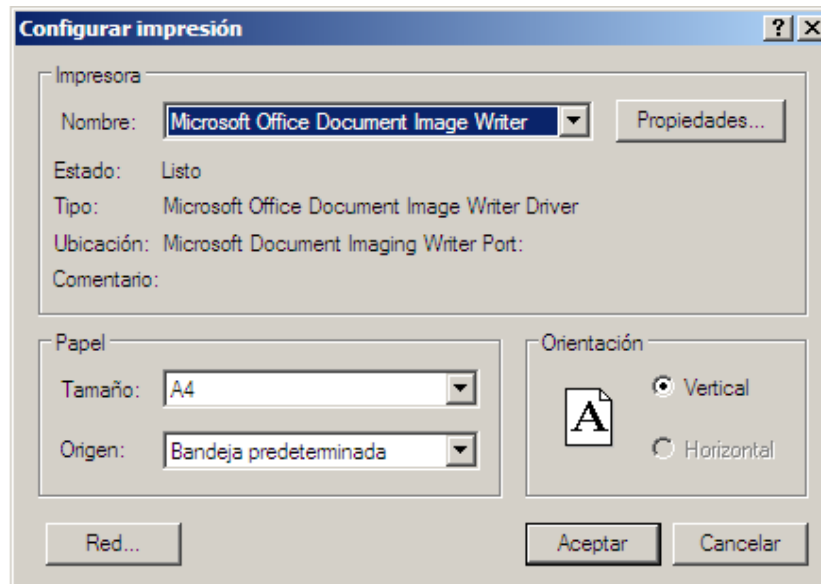 Configurar impresión
Impresora
Nombre: Microsoft Office Document Image Writer Propiedades...
Estado: Listo
Tipo: Microsoft Office Document Image Writer Driver
Ubicación: Microsoft Document Imaging Writer Port:
Comentario:
Papel Orientación
Tamaño: A4 Vertical
A
Origen: Bandeja predeterminada Horizontal
Red... Aceptar Cancelar